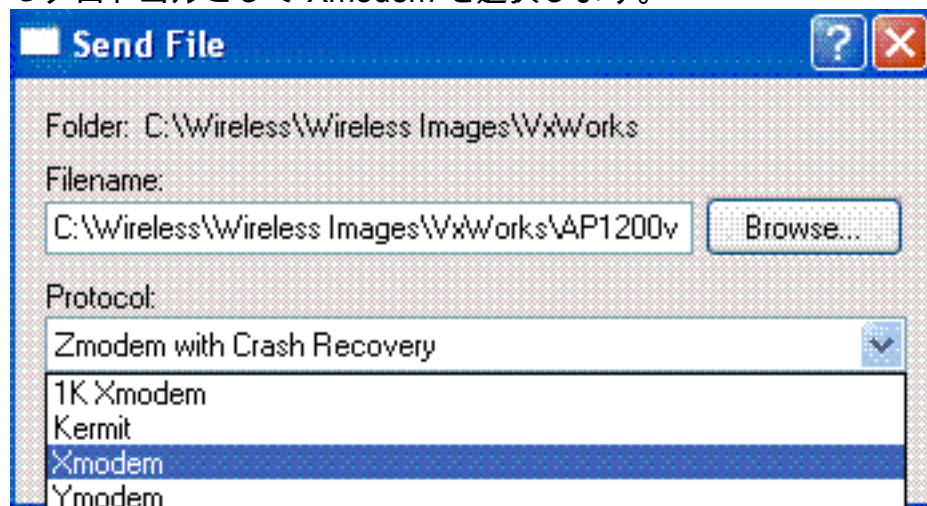 Send File
Folder: C:\Wireless\Wireless Images\VxWorks
Filename:
C:\Wireless\Wireless Images\VxWorks\AP1200v
Browse...
Protocol:
Zmodem with Crash Recovery
1K Xmodem
Kermit
Xmodem
Ymodem